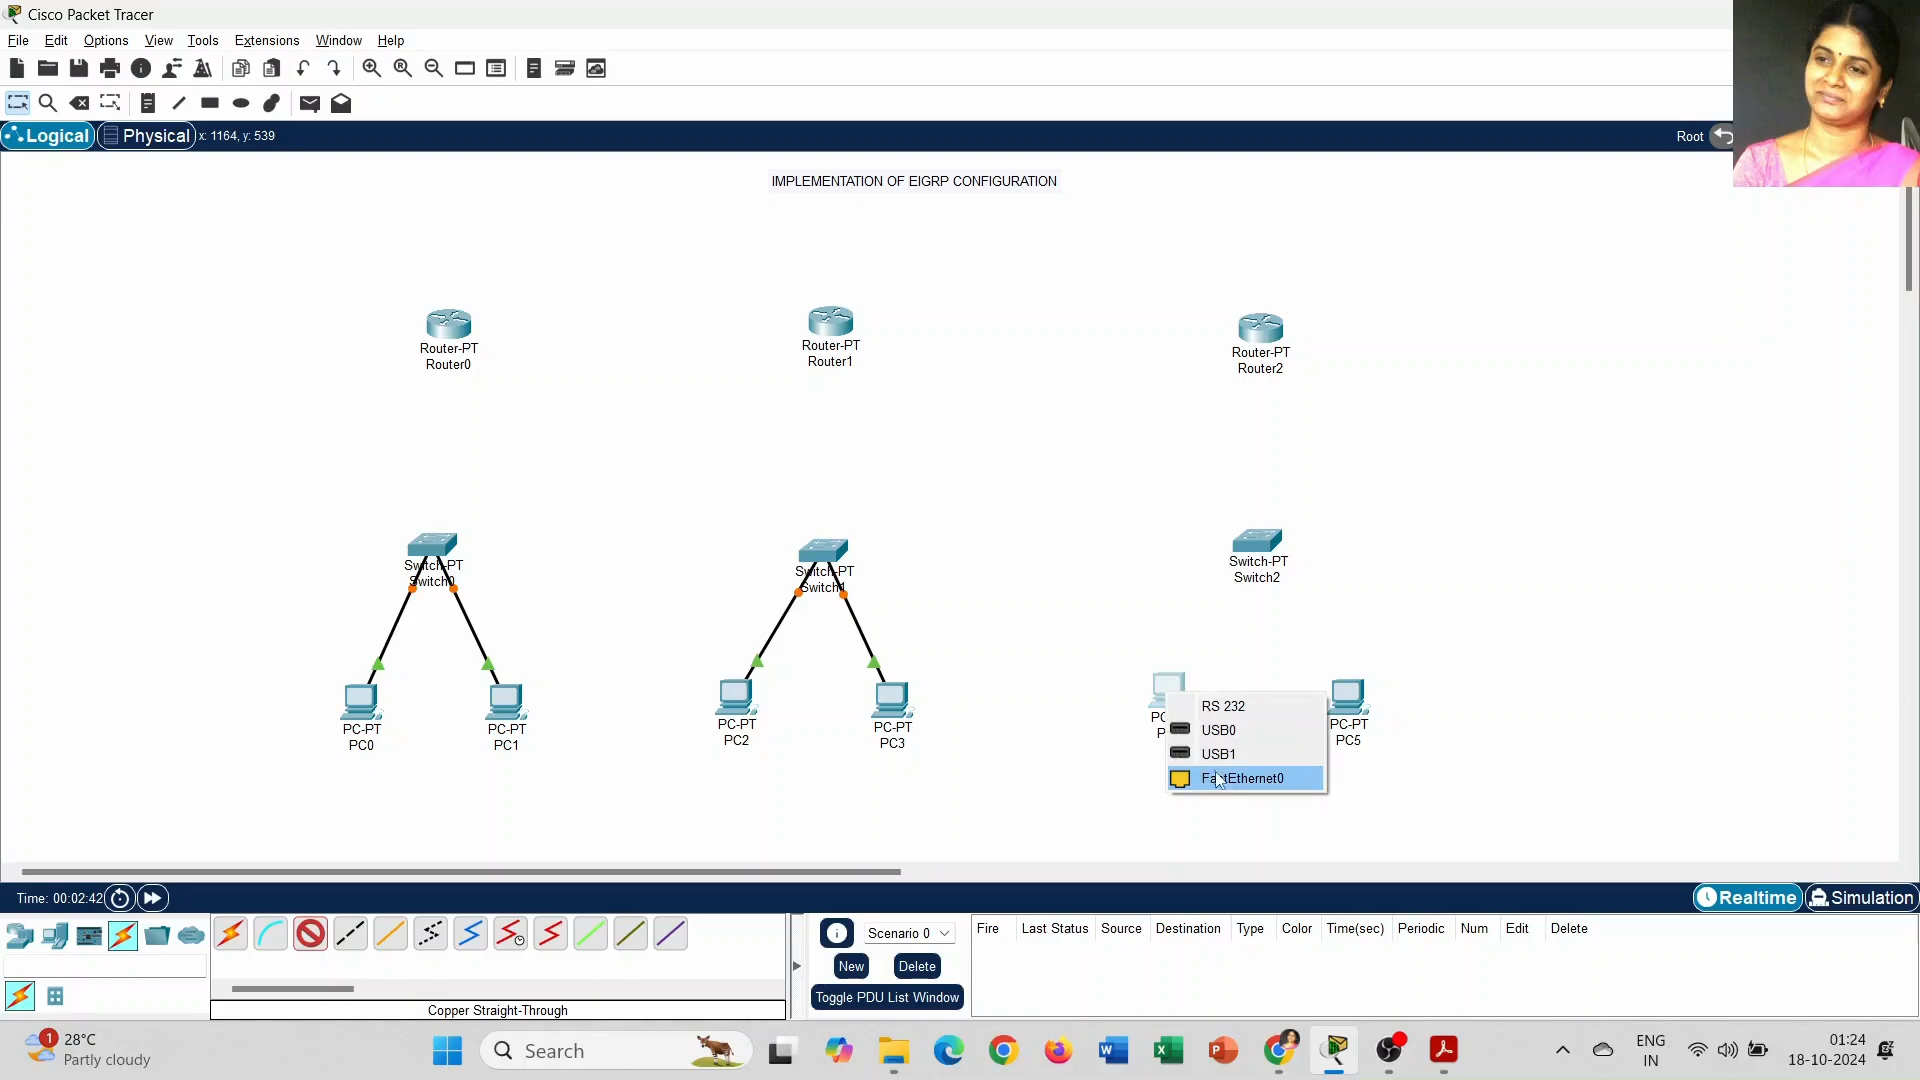 Cisco Packet Tracer
File Edit Options View Tools Extensions Window Help
Logical Physical x: 1164, y: 539 Root
IMPLEMENTATION OF EIGRP CONFIGURATION
Router-PT
Router0
Router-PT
Router1
Router-PT
Router2
Switch-PT
Switch0
Switch-PT
Switch1
Switch-PT
Switch2
PC-PT
PC0
PC-PT
PC1
PC-PT
PC2
PC-PT
PC3
RS 232
USB0
USB1
FastEthernet0
PC-PT
PC5
Time: 00:02:42 Realtime Simulation
Scenario 0
New Delete
Toggle PDU List Window
Fire Last Status Source Destination Type Color Time(sec) Periodic Num Edit Delete
Copper Straight-Through
1
28°C
Partly cloudy
Search
ENG
IN
01:24
18-10-2024